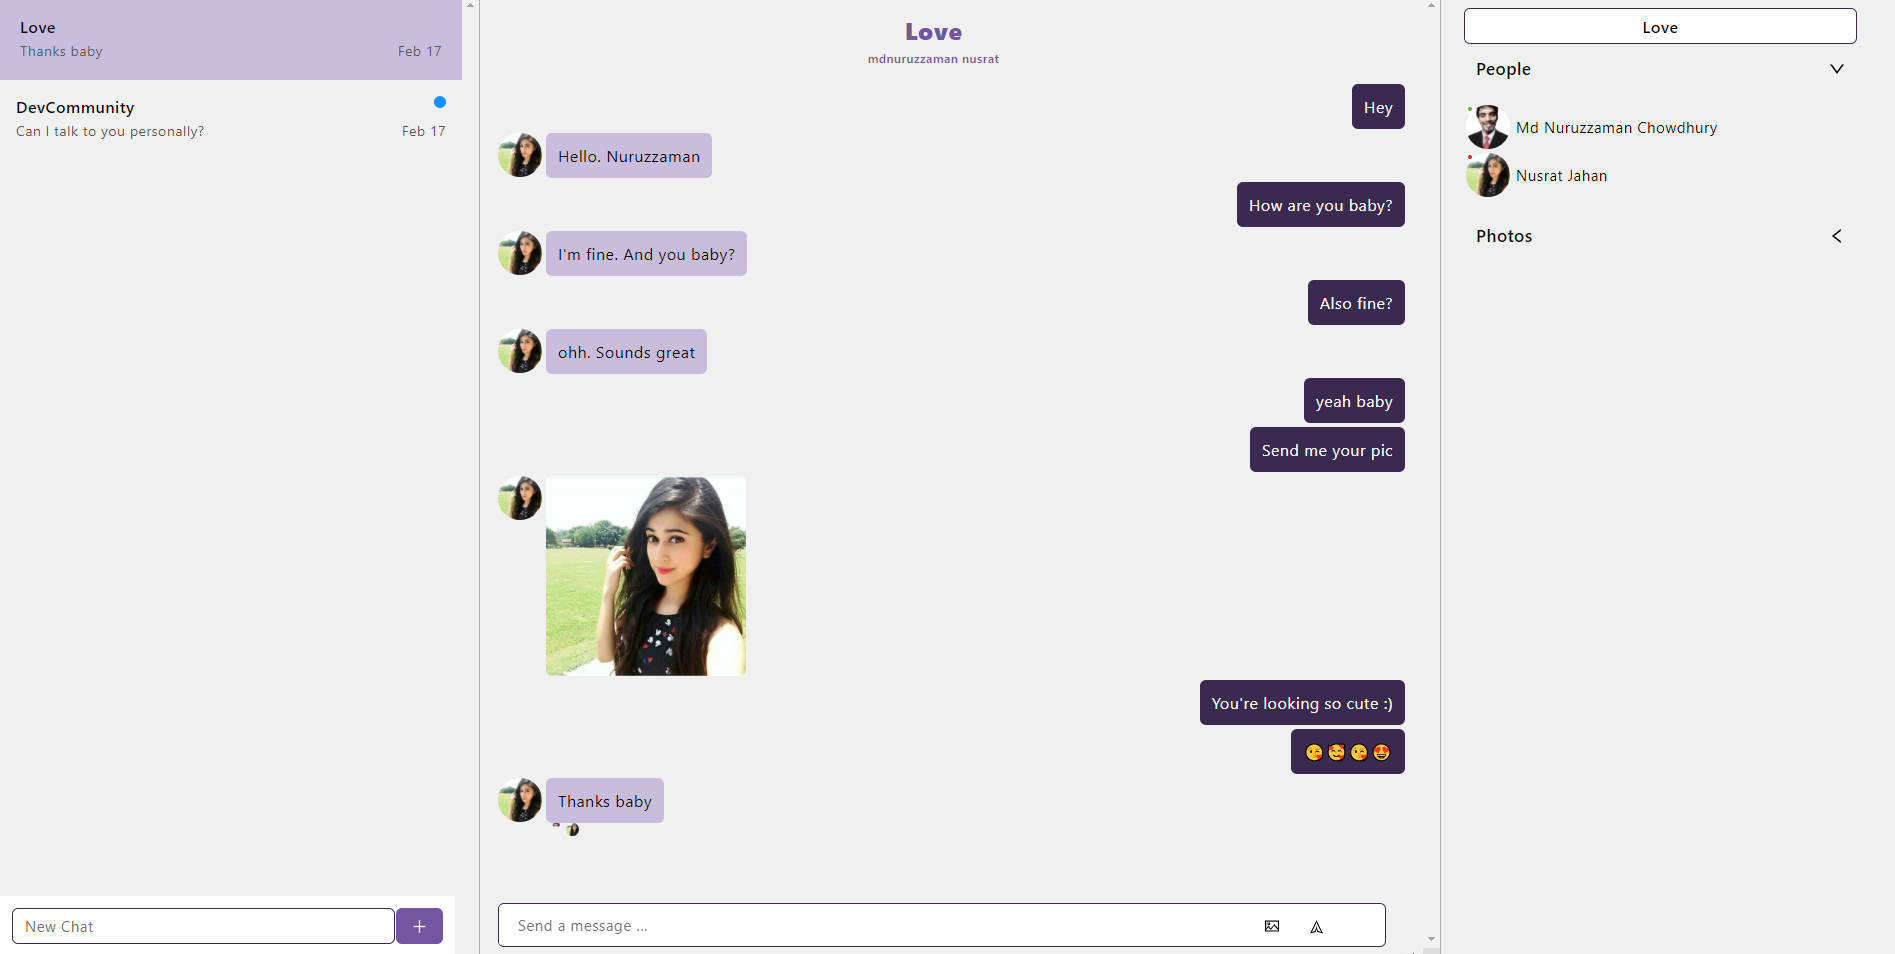 Love
Thanks baby
Feb 17
DevCommunity
Can I talk to you personally?
Feb 17
New Chat
Love
mdnuruzzaman nusrat
Hey
Hello. Nuruzzaman
How are you baby?
I'm fine. And you baby?
Also fine?
ohh. Sounds great
yeah baby
Send me your pic
You're looking so cute :)
😘🥰😘😍
Thanks baby
Send a message ...
Love
People
Md Nuruzzaman Chowdhury
Nusrat Jahan
Photos